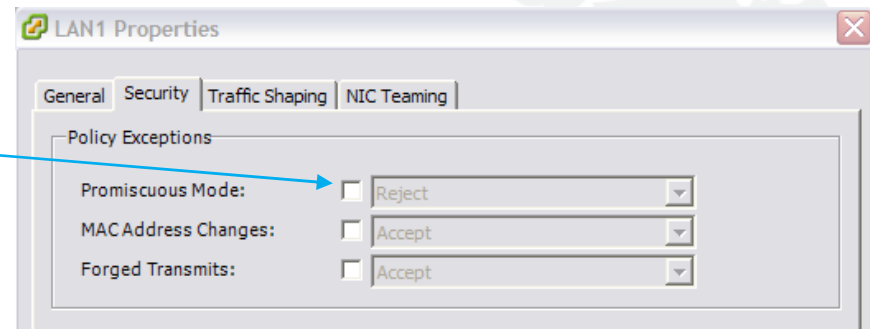 LAN1 Properties
General Security Traffic Shaping NIC Teaming
Policy Exceptions
Promiscuous Mode: Reject
MAC Address Changes: Accept
Forged Transmits: Accept